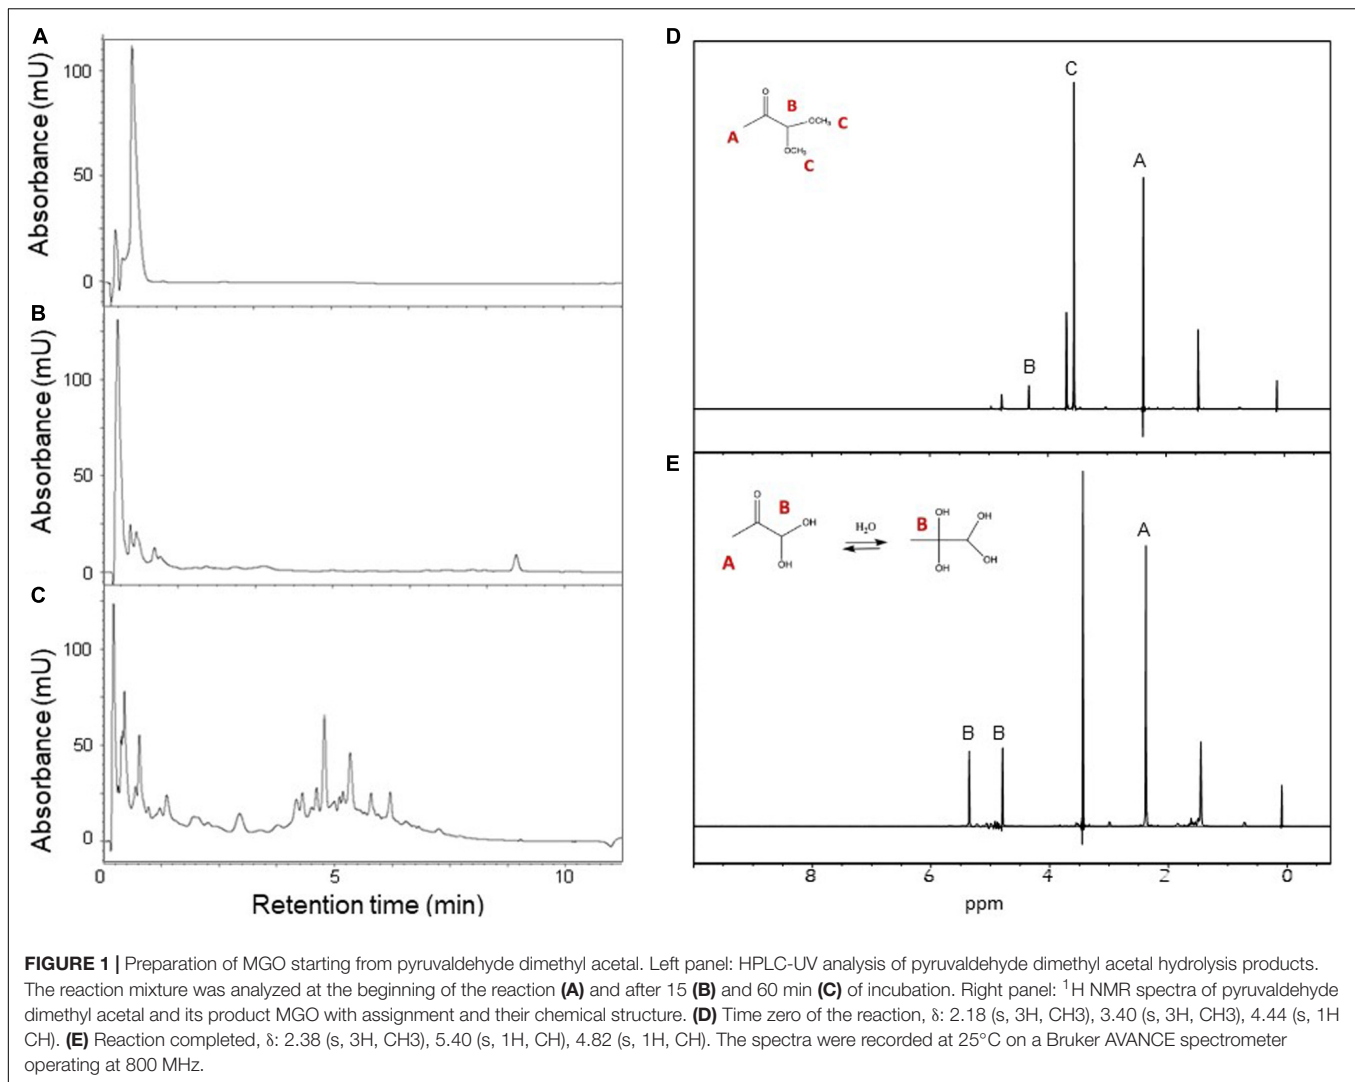 A
Absorbance (mU)
100
50
0
B
Absorbance (mU)
100
50
0
C
Absorbance (mU)
100
50
0
0 5 10
Retention time (min)
D
C
A
B
O
B
OCH₃ C
A
OCH₃
C
E
O
B
OH
A
OH
H₂O
B
OH
OH
OH
OH
A
B B
8 6 4 2 0
ppm
FIGURE 1 | Preparation of MGO starting from pyruvaldehyde dimethyl acetal. Left panel: HPLC-UV analysis of pyruvaldehyde dimethyl acetal hydrolysis products.
The reaction mixture was analyzed at the beginning of the reaction (A) and after 15 (B) and 60 min (C) of incubation. Right panel: ¹H NMR spectra of pyruvaldehyde
dimethyl acetal and its product MGO with assignment and their chemical structure. (D) Time zero of the reaction, δ: 2.18 (s, 3H, CH3), 3.40 (s, 3H, CH3), 4.44 (s, 1H
CH). (E) Reaction completed, δ: 2.38 (s, 3H, CH3), 5.40 (s, 1H, CH), 4.82 (s, 1H, CH). The spectra were recorded at 25°C on a Bruker AVANCE spectrometer
operating at 800 MHz.